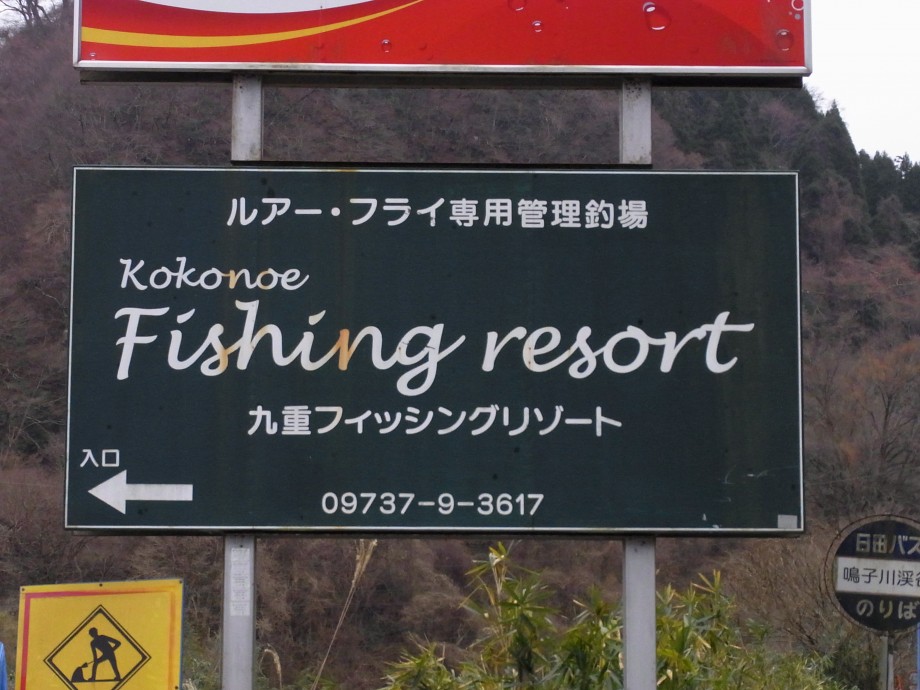 ルアー・フライ専用管理釣場
Kokonoe
Fishing resort
九重フィッシングリゾート
入口
09737-9-3617
日田バス
鳴子川渓谷
のりば